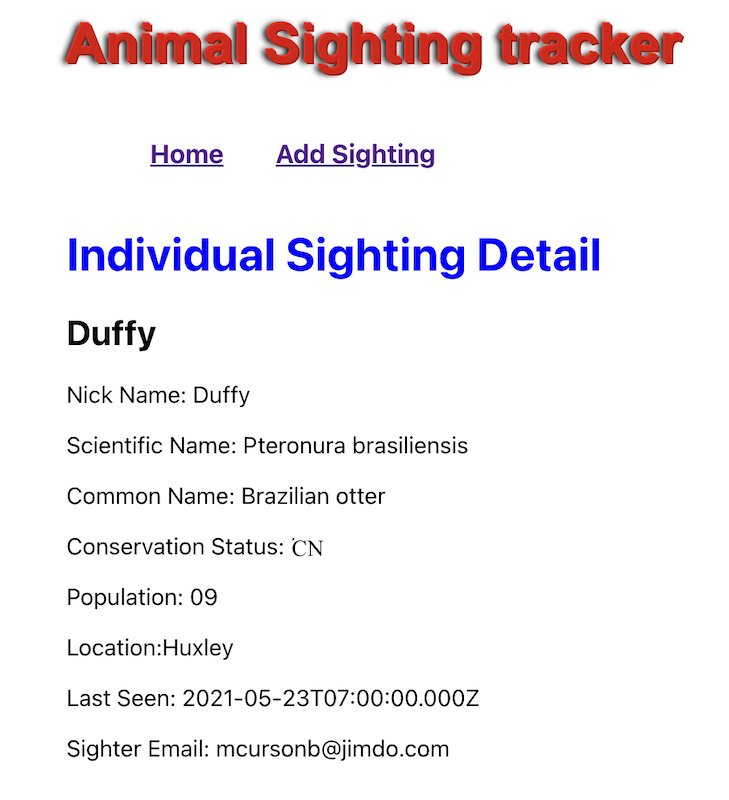 Animal Sighting tracker
Home Add Sighting
Individual Sighting Detail
Duffy
Nick Name: Duffy
Scientific Name: Pteronura brasiliensis
Common Name: Brazilian otter
Conservation Status: CN
Population: 09
Location:Huxley
Last Seen: 2021-05-23T07:00:00.000Z
Sighter Email: mcursonb@jimdo.com